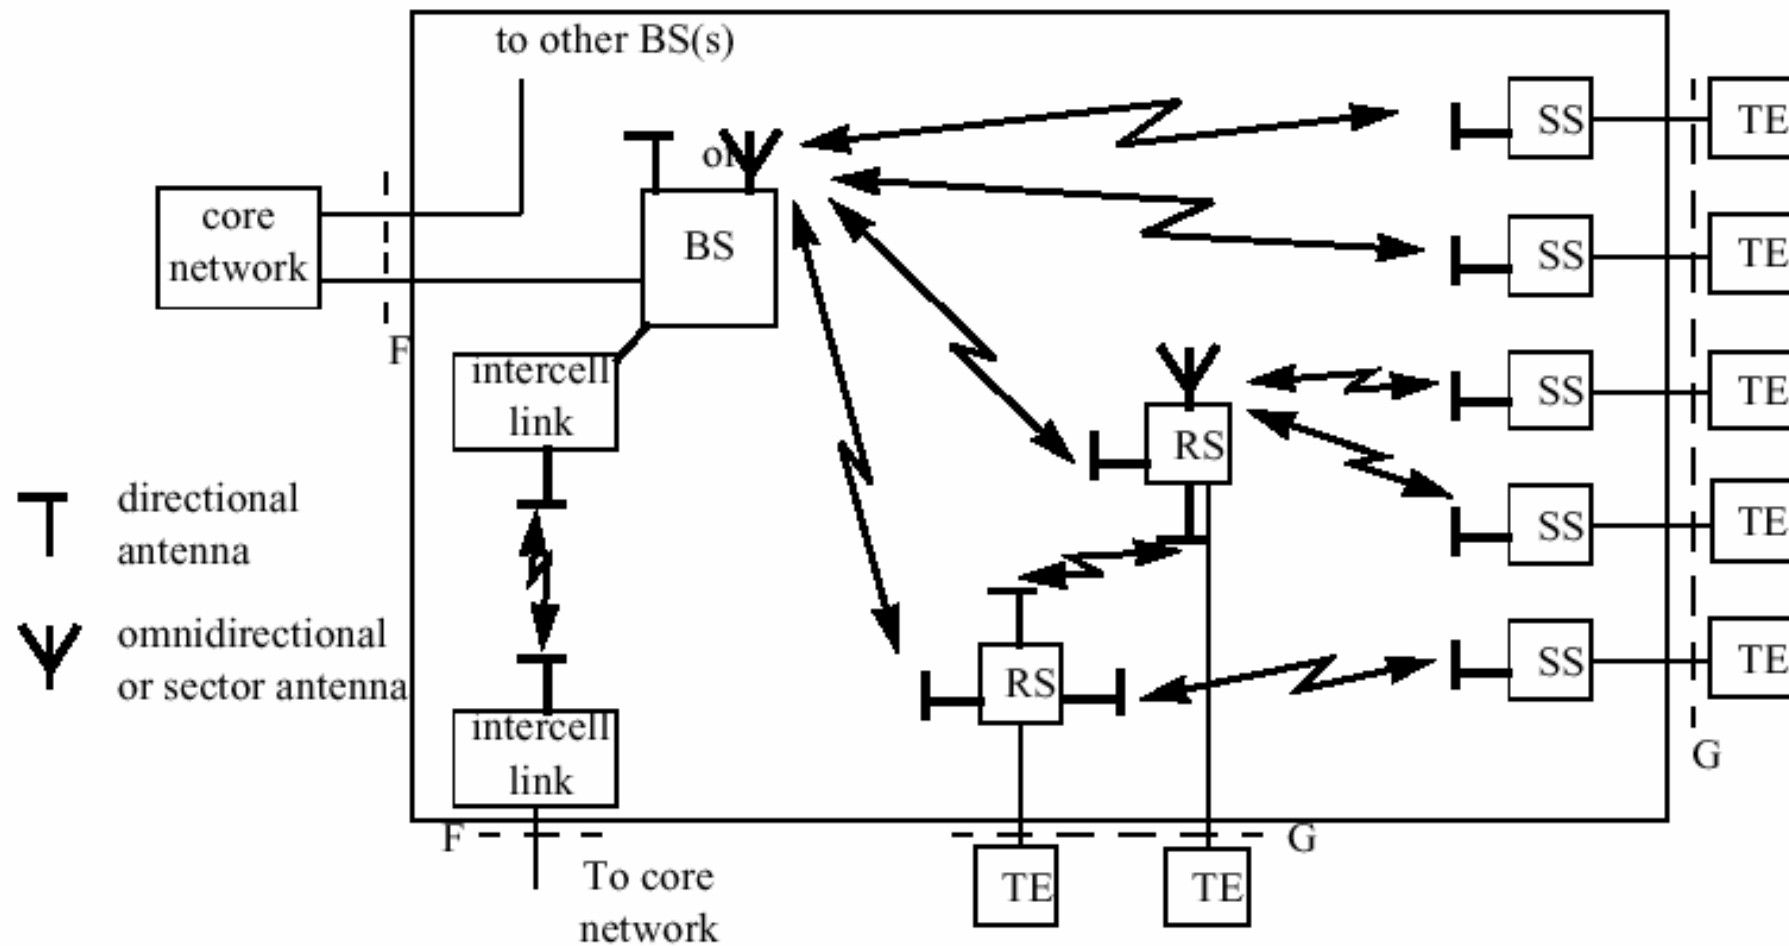 to other BS(s)
SS
TE
or
core
network
BS
SS
TE
F
intercell
link
RS
SS
TE
directional
antenna
SS
TE
omnidirectional
or sector antenna
RS
SS
TE
intercell
link
G
F
G
To core
network
TE
TE